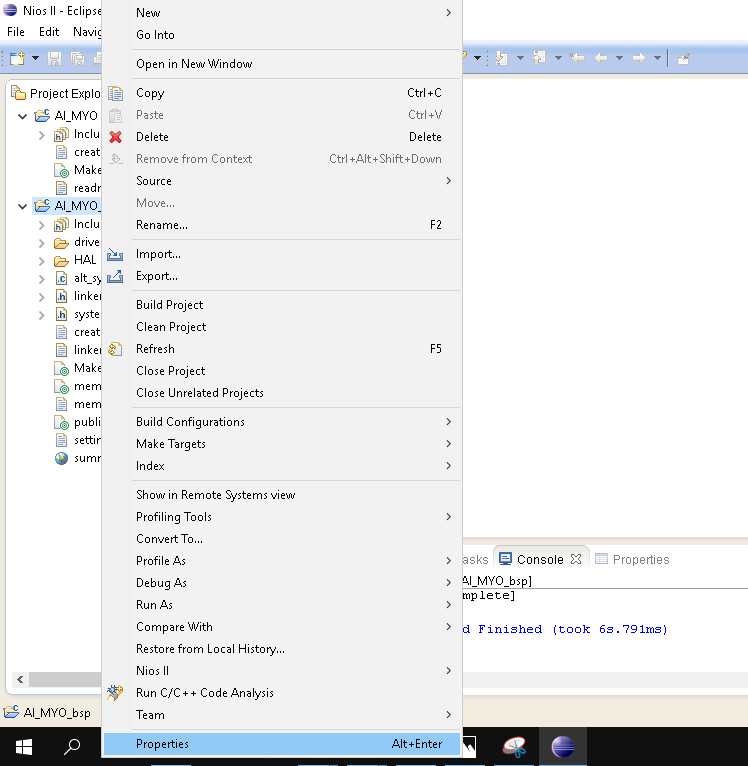 Nios II - Eclipse
File Edit Navig
Project Explo
AI_MYO
Inclu
creat
Make
readr
AI_MYO_
Inclu
drive
HAL
alt_sy
linker
syste
creat
linker
Make
mem
mem
publi
settin
sumr
New
Go Into
Open in New Window
Copy Ctrl+C
Paste Ctrl+V
Delete Delete
Remove from Context Ctrl+Alt+Shift+Down
Source
Move...
Rename... F2
Import...
Export...
Build Project
Clean Project
Refresh F5
Close Project
Close Unrelated Projects
Build Configurations
Make Targets
Index
Show in Remote Systems view
Profiling Tools
Convert To...
Profile As
Debug As
Run As
Compare With
Restore from Local History...
Nios II
Run C/C++ Code Analysis
Team
Properties Alt+Enter
asks Console Properties
AI_MYO_bsp]
mplete]
d Finished (took 6s.791ms)
AI_MYO_bsp